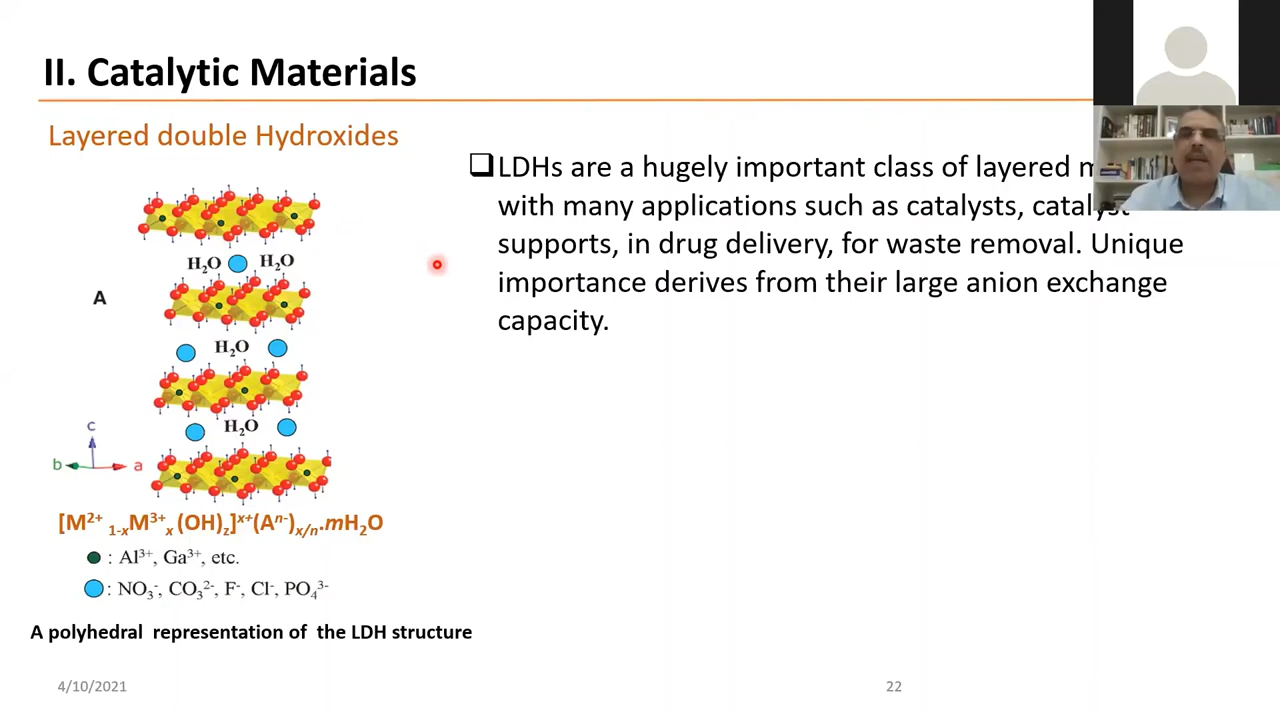 II. Catalytic Materials
Layered double Hydroxides
❑LDHs are a hugely important class of layered
with many applications such as catalysts, catalyst
supports, in drug delivery, for waste removal. Unique
importance derives from their large anion exchange
capacity.
H₂O H₂O
A
H₂O
H₂O
c
b a
[M²⁺ ₁₋ₓM³⁺ₓ (OH)_z]ˣ⁺(Aⁿ⁻)ₓ/ₙ.mH₂O
: Al³⁺, Ga³⁺, etc.
: NO₃⁻, CO₃²⁻, F⁻, Cl⁻, PO₄³⁻
A polyhedral representation of the LDH structure
4/10/2021
22